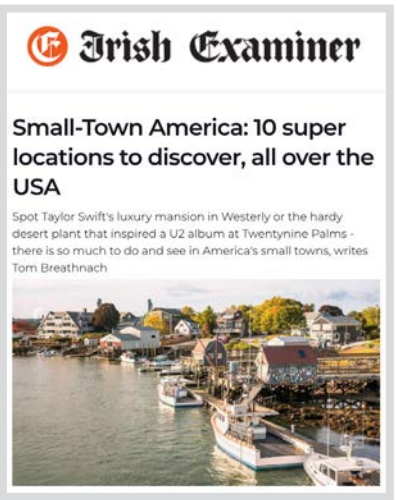 Irish Examiner
Small-Town America: 10 super
locations to discover, all over the
USA
Spot Taylor Swift's luxury mansion in Westerly or the hardy
desert plant that inspired a U2 album at Twentynine Palms -
there is so much to do and see in America's small towns, writes
Tom Breathnach